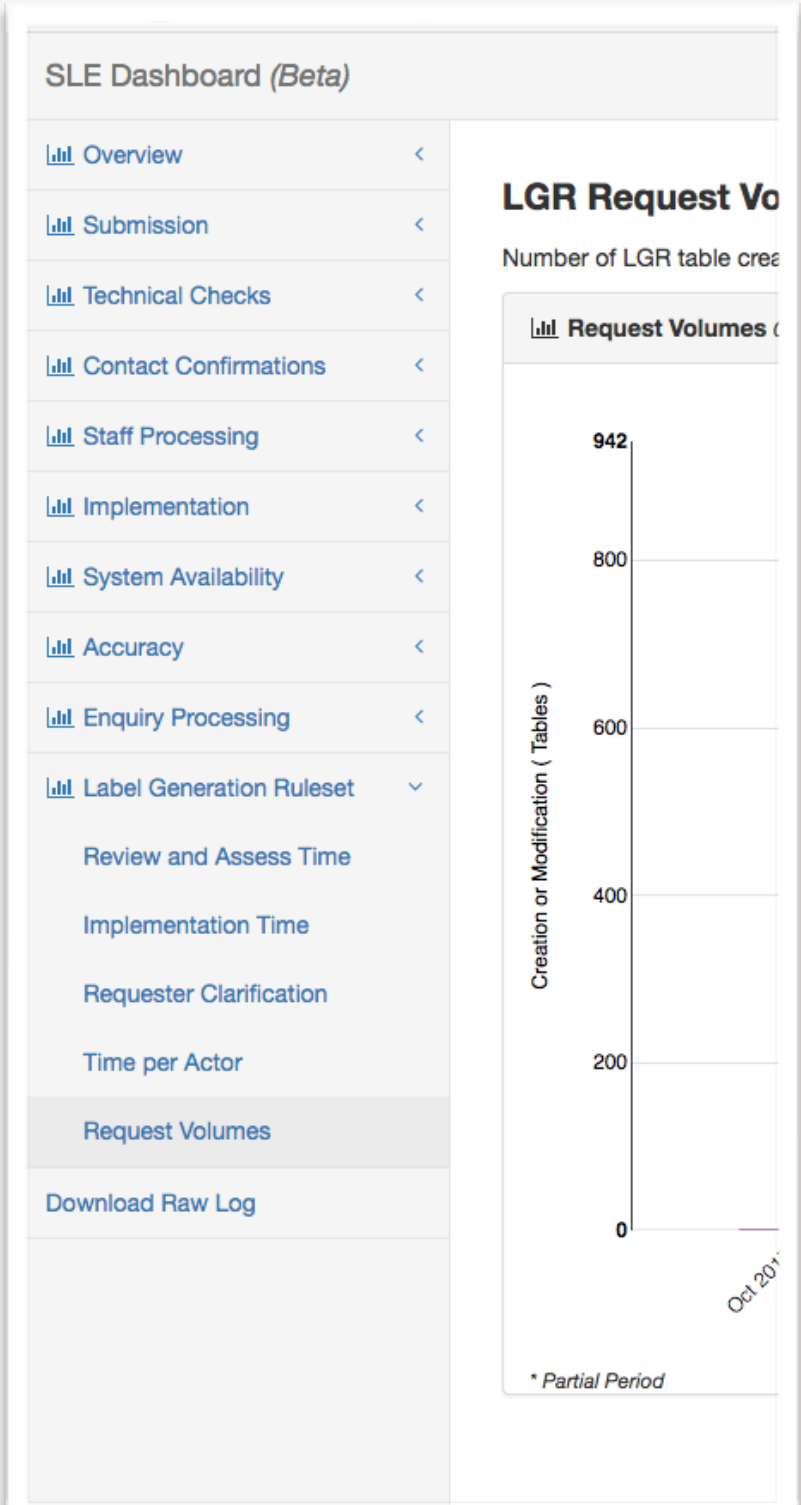 SLE Dashboard (Beta)
Overview
Submission
Technical Checks
Contact Confirmations
Staff Processing
Implementation
System Availability
Accuracy
Enquiry Processing
Label Generation Ruleset
Review and Assess Time
Implementation Time
Requester Clarification
Time per Actor
Request Volumes
Download Raw Log
LGR Request Vo
Number of LGR table crea
Request Volumes
942
800
600
400
200
0
Creation or Modification ( Tables )
Oct 201
* Partial Period